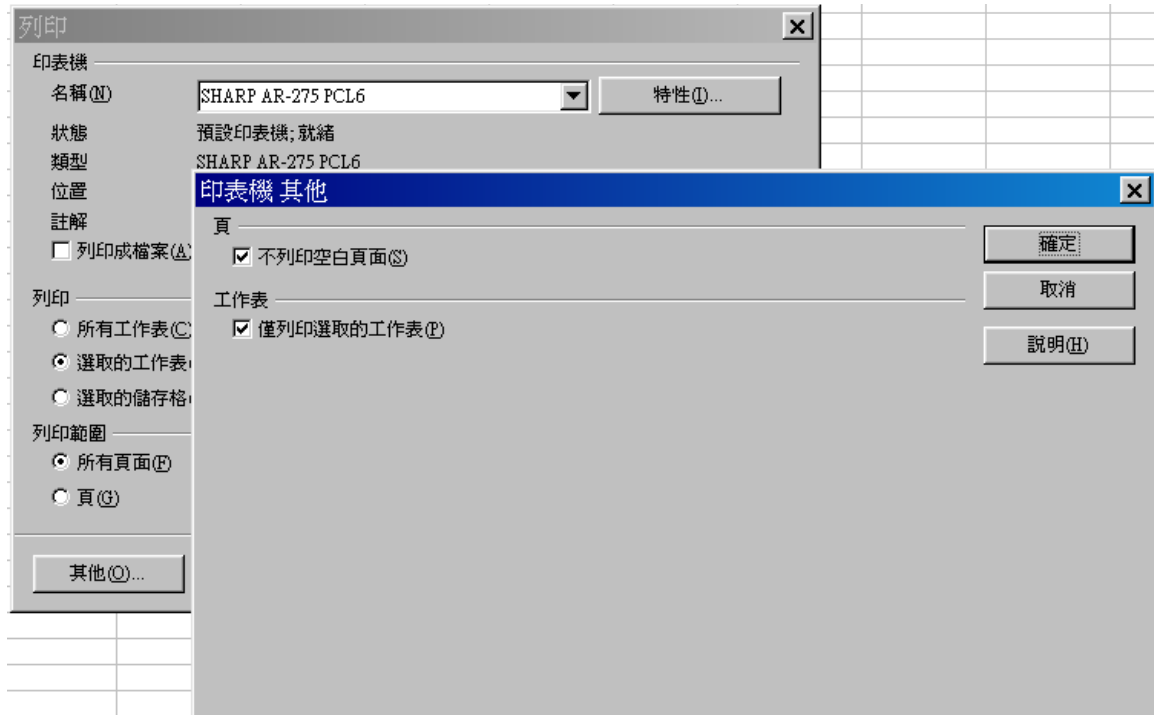 列印
印表機
名稱(N)
SHARP AR-275 PCL6
特性(I)...
狀態
預設印表機; 就緒
類型
SHARP AR-275 PCL6
位置
註解
列印成檔案(A)
列印
所有工作表(C)
選取的工作表
選取的儲存格
列印範圍
所有頁面(F)
頁(G)
其他(O)...
印表機 其他
頁
不列印空白頁面(S)
工作表
僅列印選取的工作表(P)
確定
取消
說明(H)